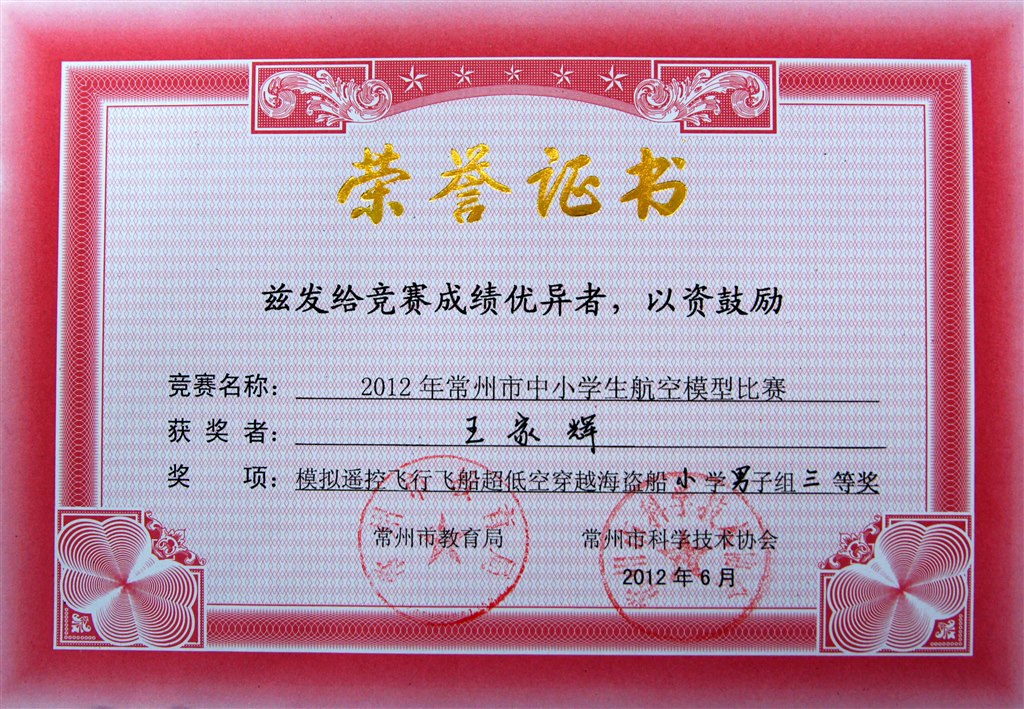 荣誉证书
兹发给竞赛成绩优异者，以资鼓励
竞赛名称： 2012年常州市中小学生航空模型比赛
获奖者： 王家辉
奖项： 模拟遥控飞行飞船超低空穿越海盗船小学男子组三等奖
常州市教育局 常州市科学技术协会
2012年6月